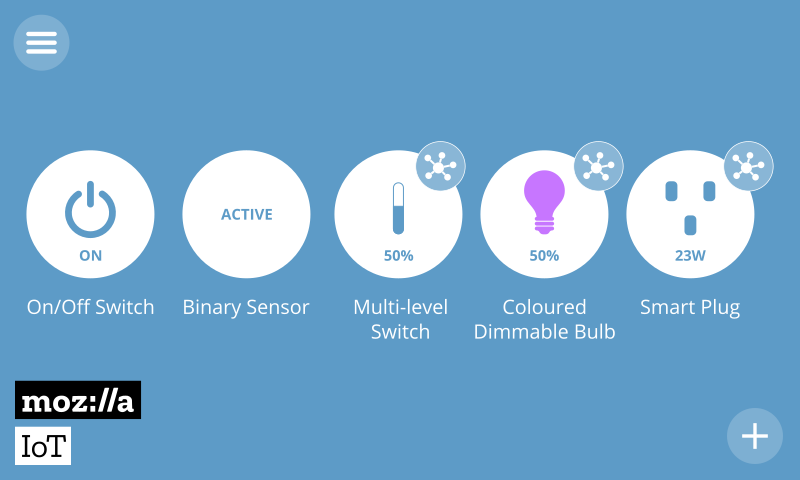 ON
ACTIVE
50%
50%
23W
On/Off Switch
Binary Sensor
Multi-level
Switch
Coloured
Dimmable Bulb
Smart Plug
moz://a
IoT